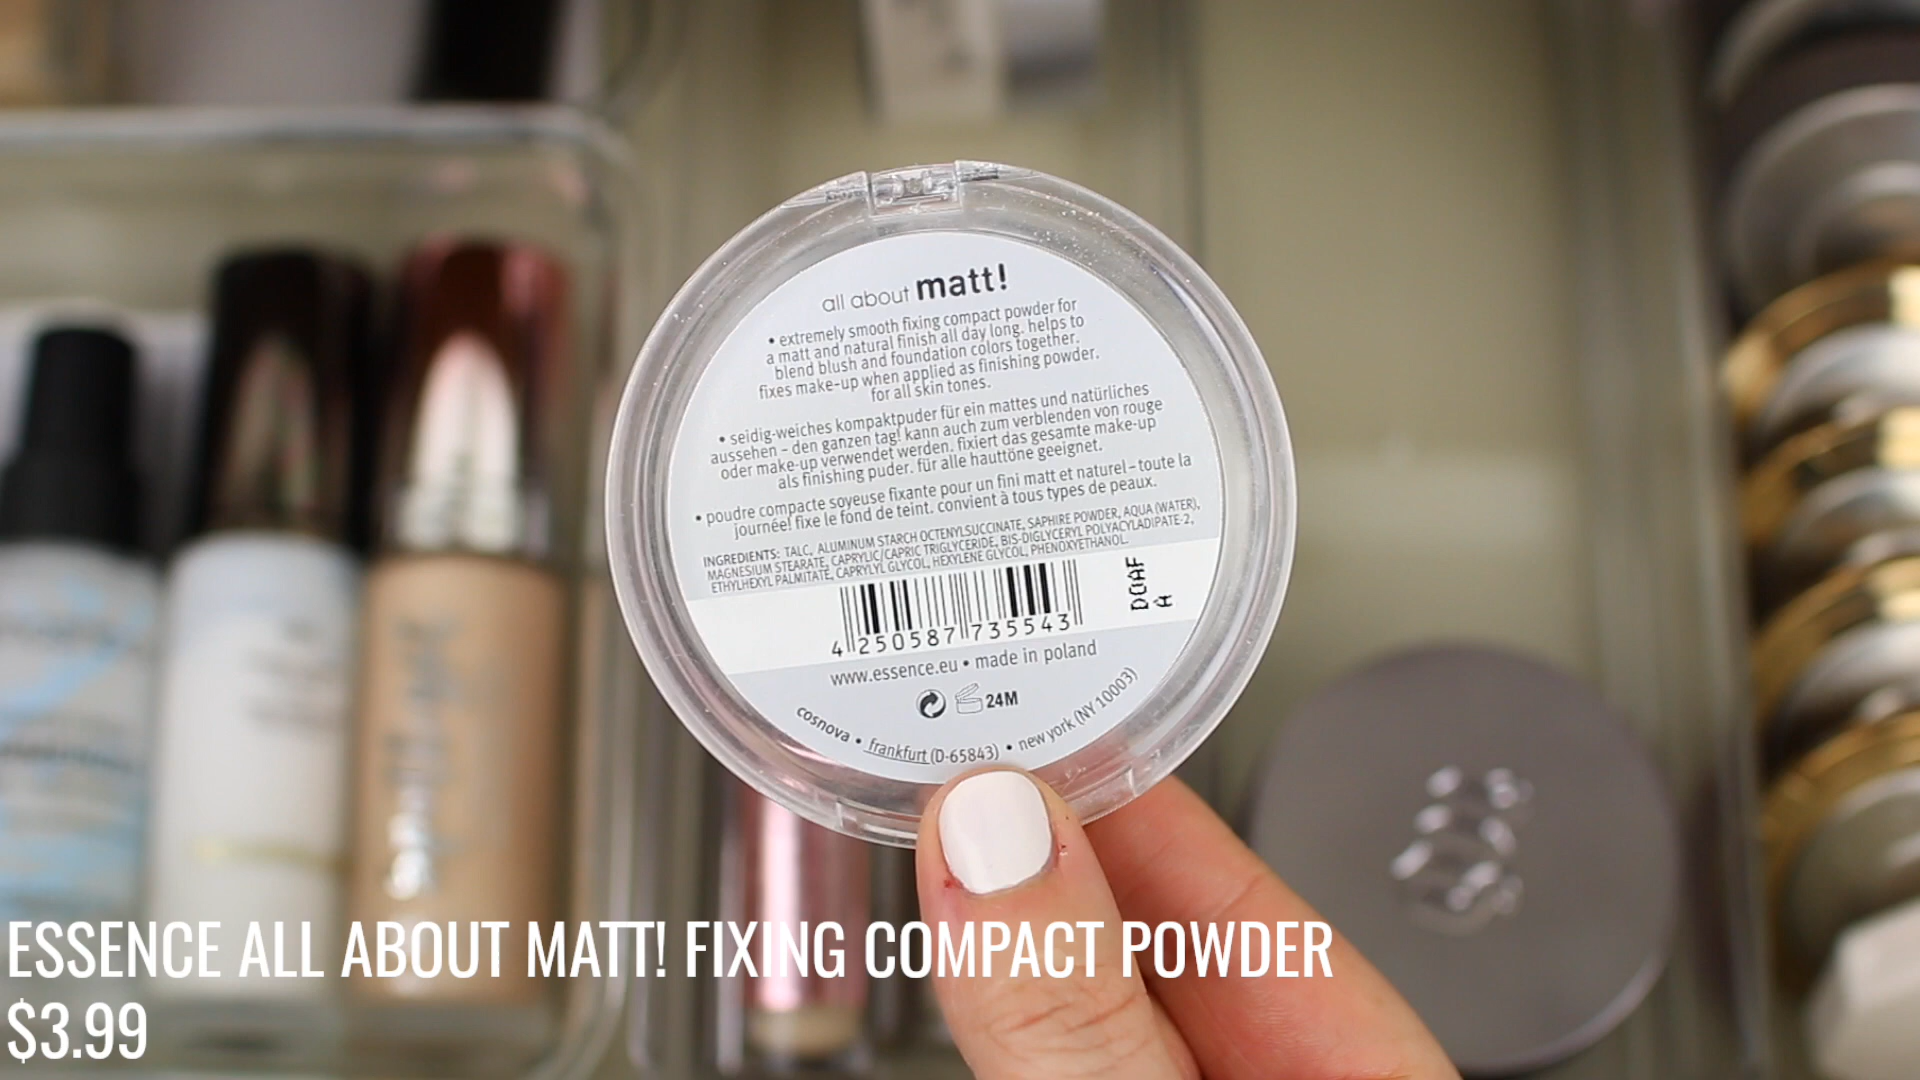 all about matt!
• extremely smooth fixing compact powder for
a matt and natural finish all day long. helps to
blend blush and foundation colors together.
fixes make-up when applied as finishing powder.
for all skin tones.
• seidig-weiches kompaktpuder für ein mattes und natürliches
aussehen – den ganzen tag! kann auch zum verblenden von rouge
oder make-up verwendet werden. fixiert das gesamte make-up
als finishing puder. für alle hauttöne geeignet.
• poudre compacte soyeuse fixante pour un fini matt et naturel – toute la
journée! fixe le fond de teint. convient à tous types de peaux.
INGREDIENTS: TALC, ALUMINUM STARCH OCTENYLSUCCINATE, SAPHIRE POWDER, AQUA (WATER),
MAGNESIUM STEARATE, CAPRYLIC/CAPRIC TRIGLYCERIDE, BIS-DIGLYCERYL POLYACYLADIPATE-2,
ETHYLHEXYL PALMITATE, CAPRYLYL GLYCOL, HEXYLENE GLYCOL, PHENOXYETHANOL.
4 250587 735543
www.essence.eu • made in poland
24M
cosnova • frankfurt (D-65843) • new york (NY 10003)
ESSENCE ALL ABOUT MATT! FIXING COMPACT POWDER
$3.99